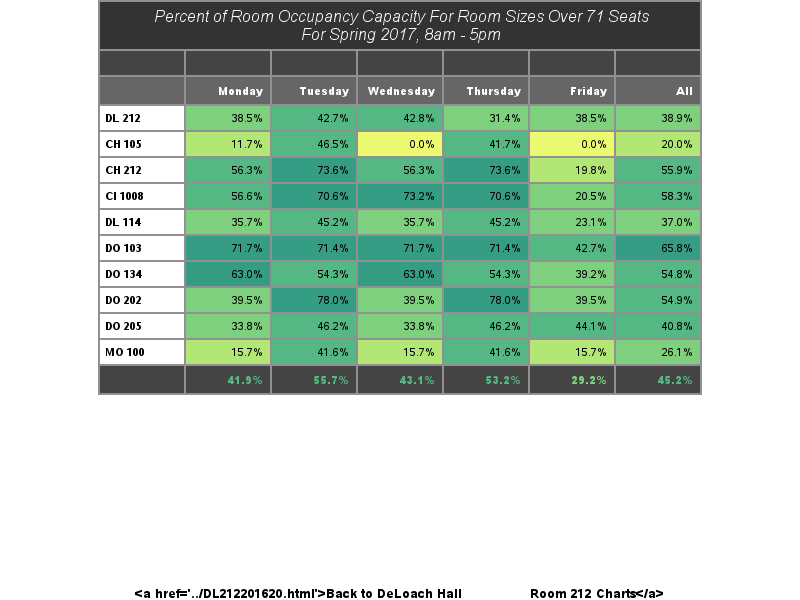 Percent of Room Occupancy Capacity For Room Sizes Over 71 Seats
For Spring 2017, 8am - 5pm
Monday Tuesday Wednesday Thursday Friday All
DL 212 38.5% 42.7% 42.8% 31.4% 38.5% 38.9%
CH 105 11.7% 46.5% 0.0% 41.7% 0.0% 20.0%
CH 212 56.3% 73.6% 56.3% 73.6% 19.8% 55.9%
CI 1008 56.6% 70.6% 73.2% 70.6% 20.5% 58.3%
DL 114 35.7% 45.2% 35.7% 45.2% 23.1% 37.0%
DO 103 71.7% 71.4% 71.7% 71.4% 42.7% 65.8%
DO 134 63.0% 54.3% 63.0% 54.3% 39.2% 54.8%
DO 202 39.5% 78.0% 39.5% 78.0% 39.5% 54.9%
DO 205 33.8% 46.2% 33.8% 46.2% 44.1% 40.8%
MO 100 15.7% 41.6% 15.7% 41.6% 15.7% 26.1%
41.9% 55.7% 43.1% 53.2% 29.2% 45.2%
<a href='../DL212201620.html'>Back to DeLoach Hall Room 212 Charts</a>